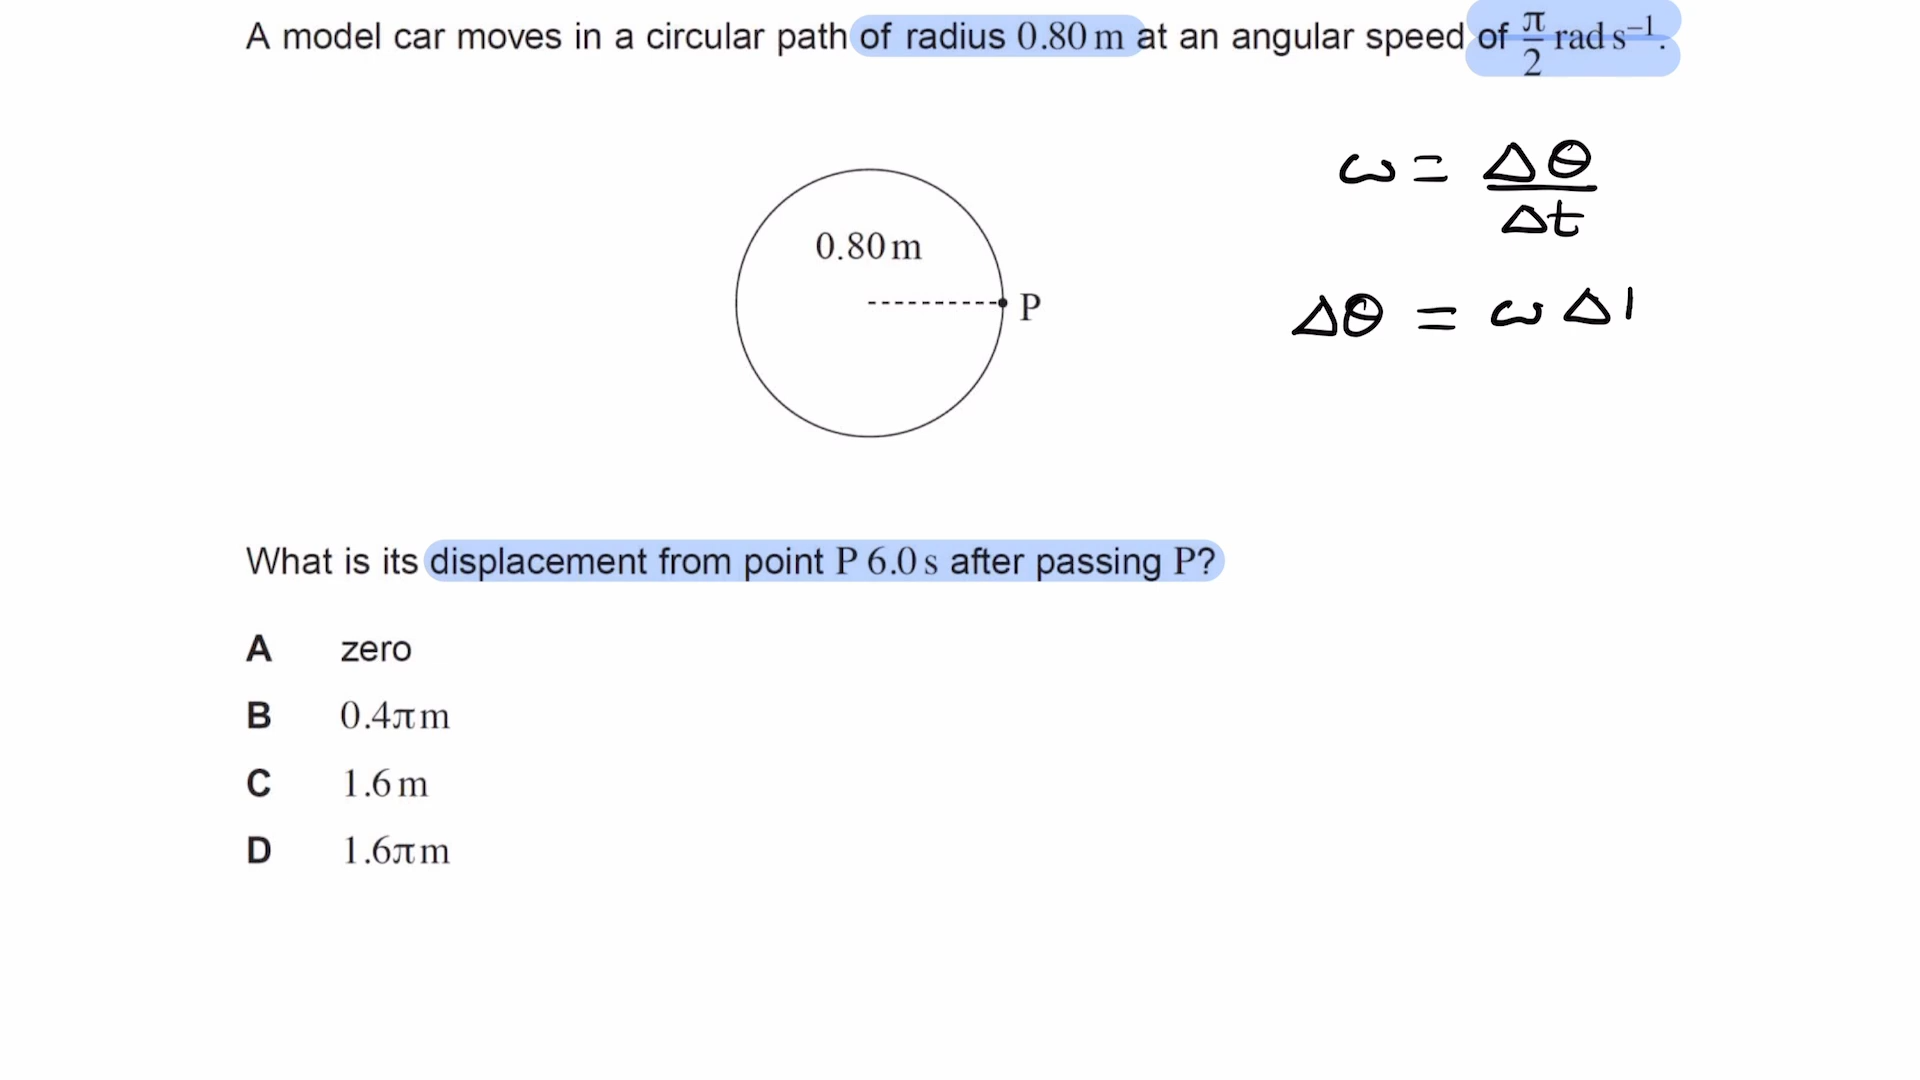 A model car moves in a circular path of radius 0.80 m at an angular speed of π/2 rad s⁻¹.
ω = Δθ/Δt
0.80 m
P
Δθ = ω Δ
What is its displacement from point P 6.0 s after passing P?
A zero
B 0.4π m
C 1.6 m
D 1.6π m